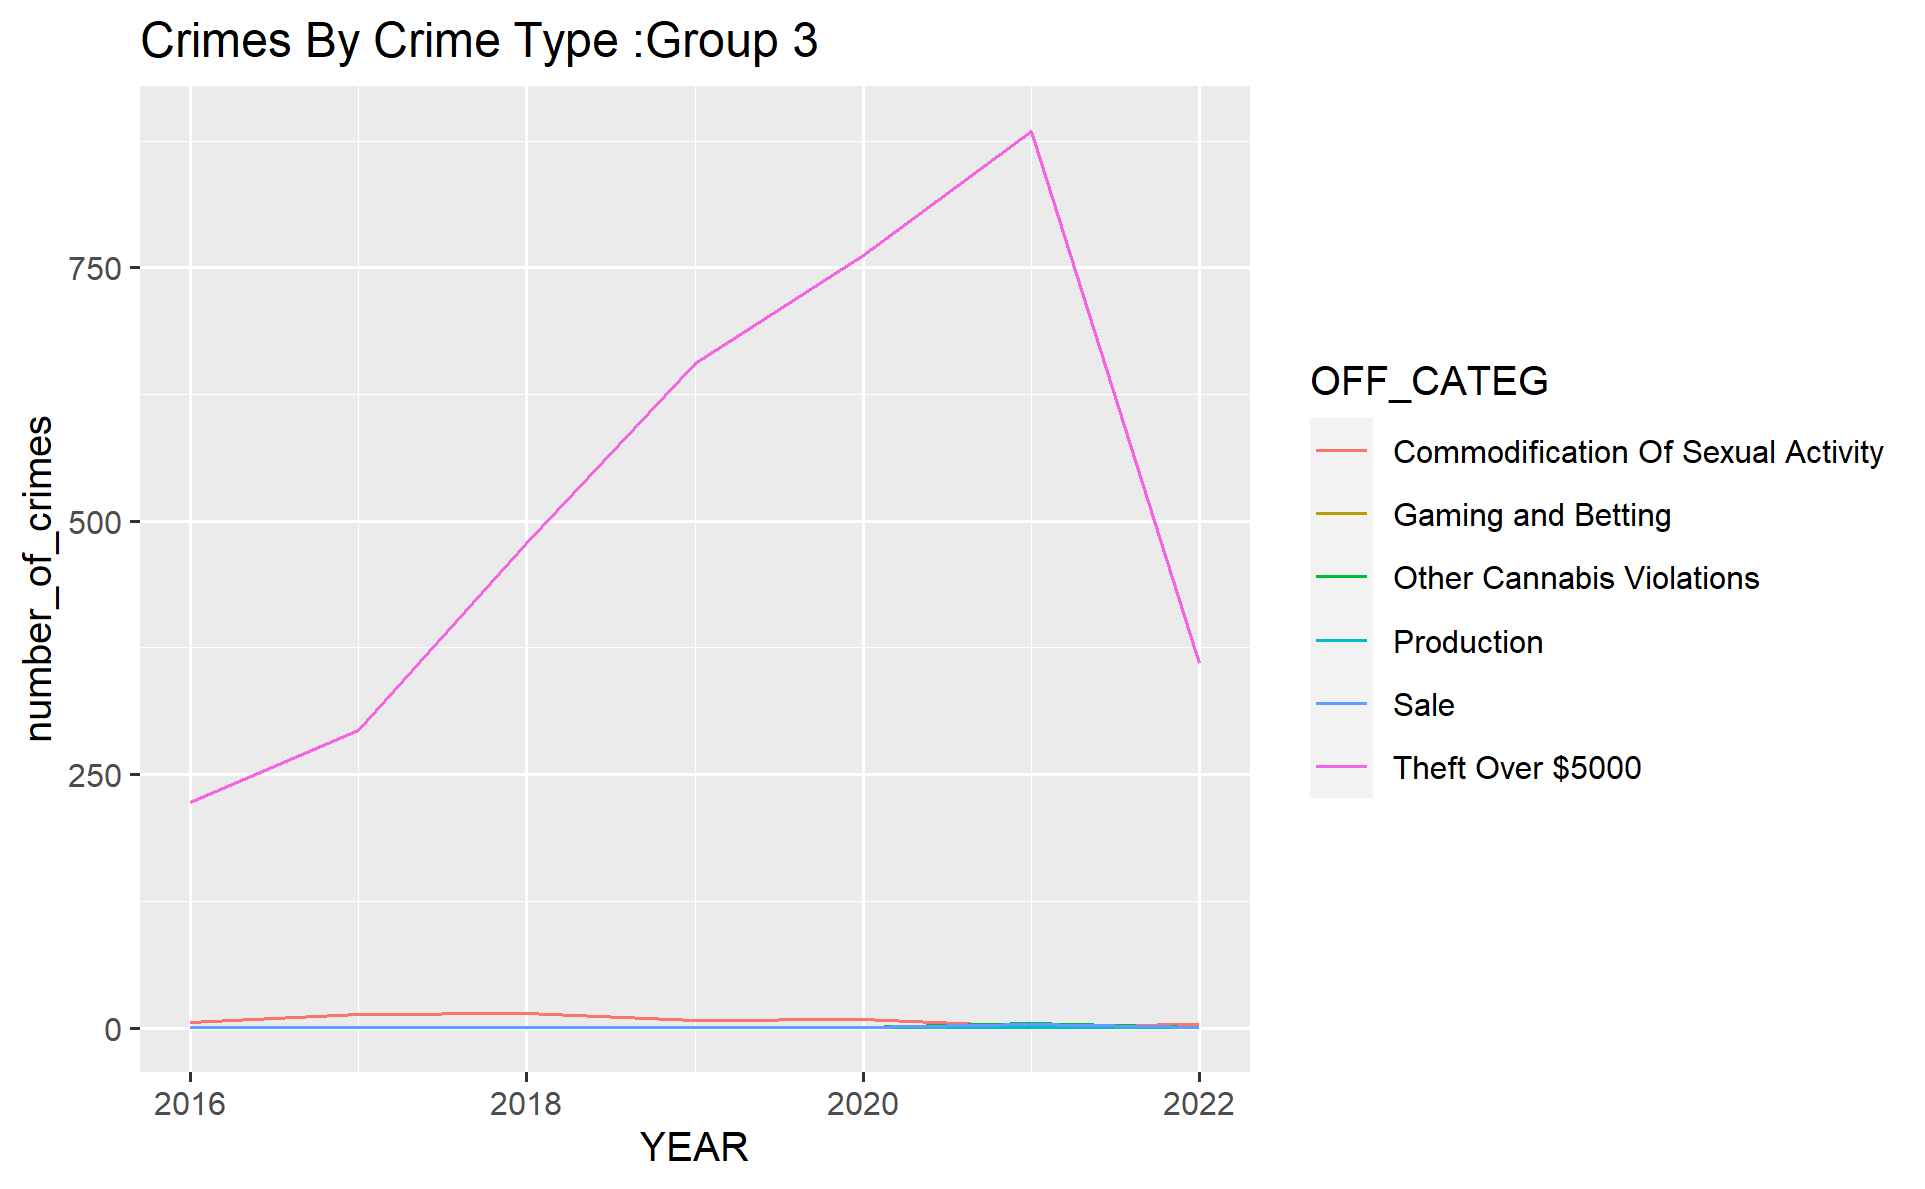 Crimes By Crime Type :Group 3
number_of_crimes
750
500
250
0
2016 2018 2020 2022
YEAR
OFF_CATEG
Commodification Of Sexual Activity
Gaming and Betting
Other Cannabis Violations
Production
Sale
Theft Over $5000